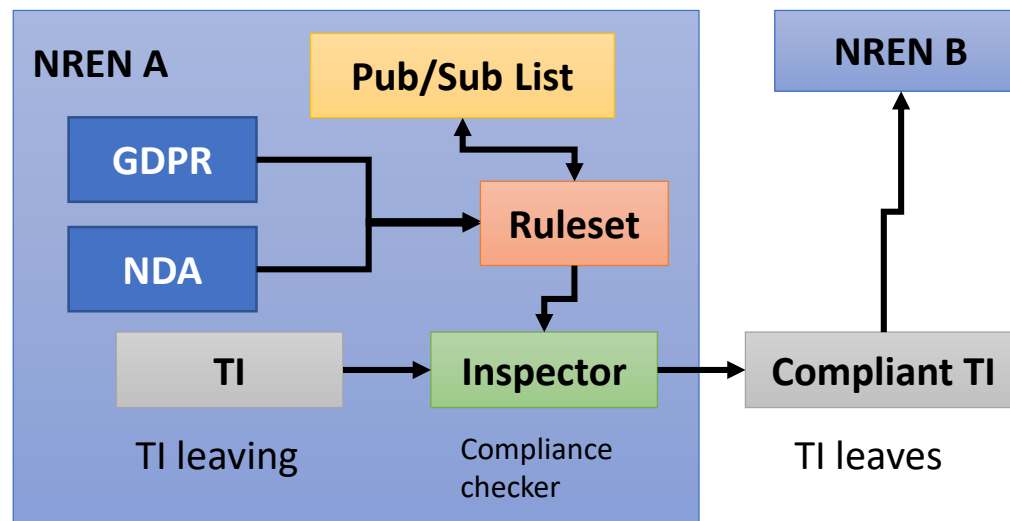 NREN A
Pub/Sub List
NREN B
GDPR
Ruleset
NDA
TI
Inspector
Compliant TI
TI leaving
Compliance
checker
TI leaves